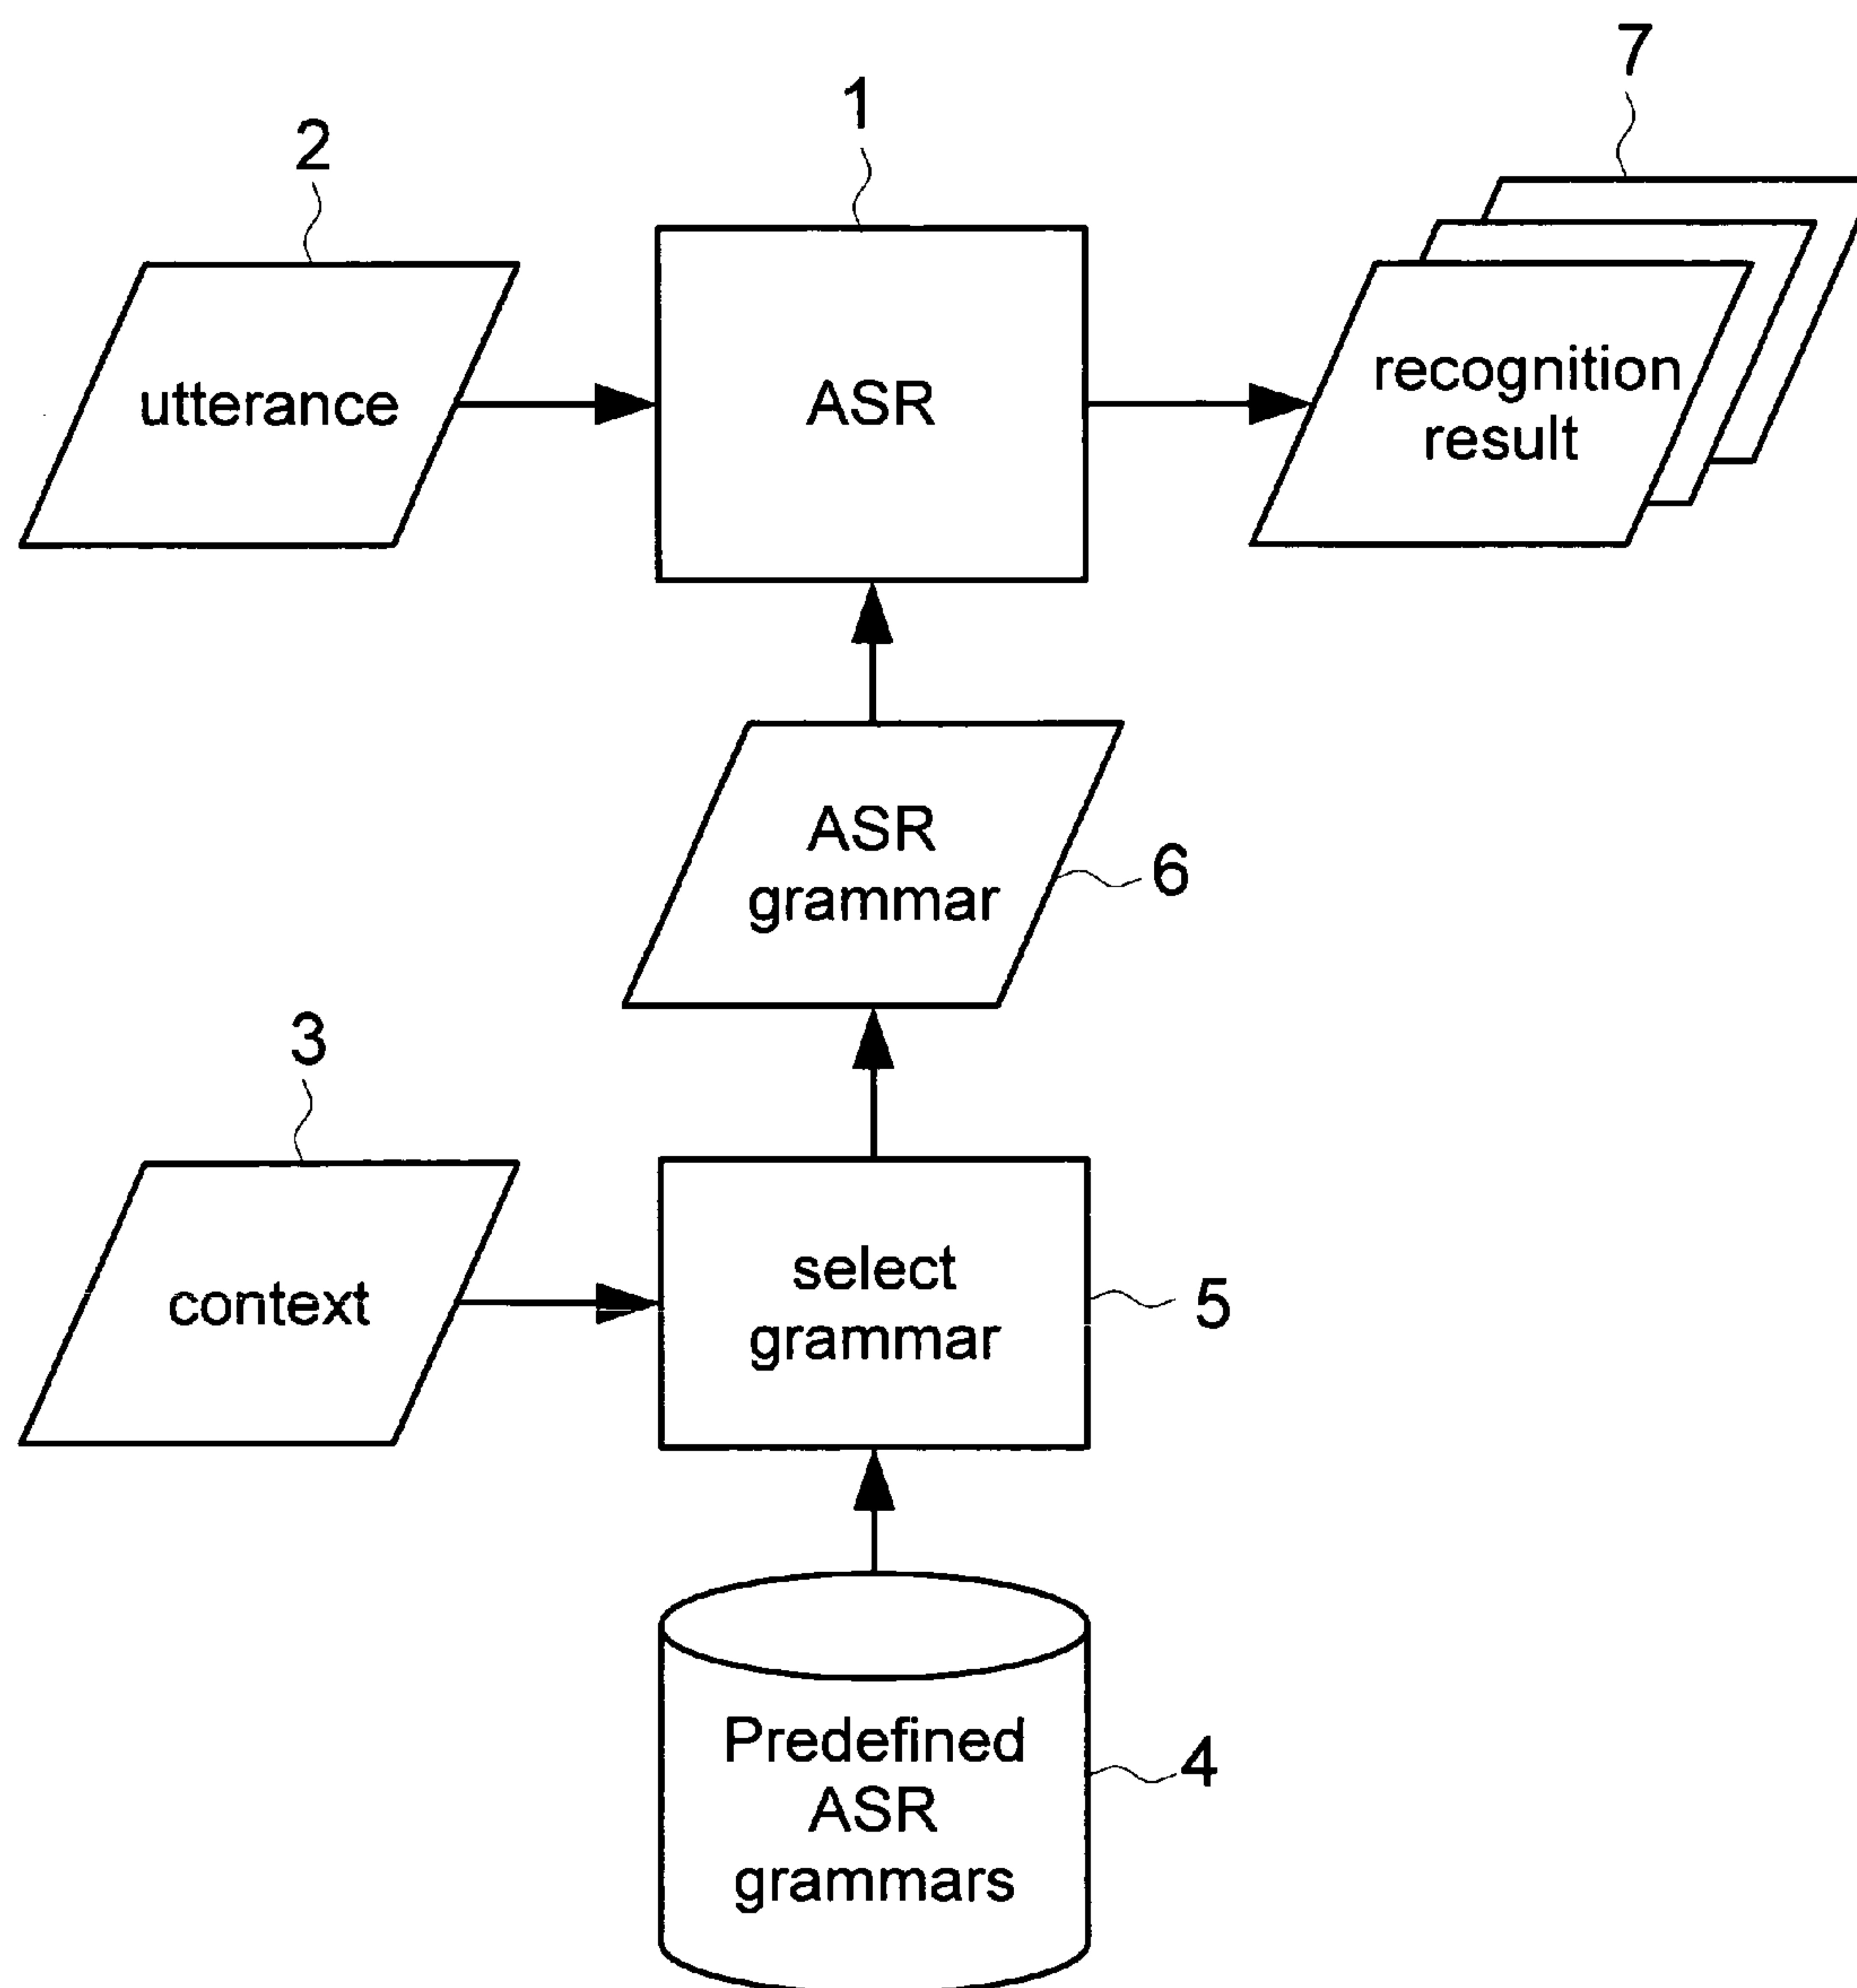 7
1
2
utterance
ASR
recognition
result
ASR
grammar
6
3
context
select
grammar
5
Predefined
ASR
grammars
4